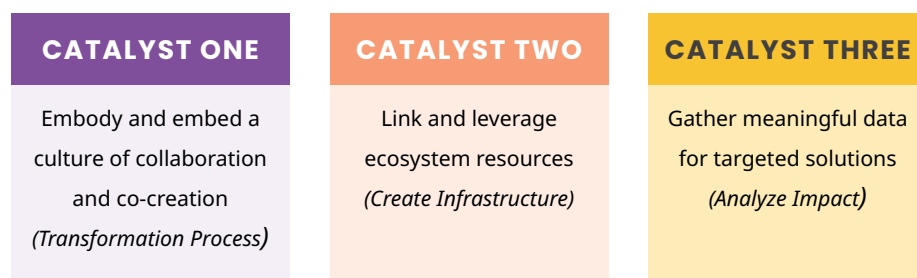 CATALYST ONE
Embody and embed a
culture of collaboration
and co-creation
(Transformation Process)
CATALYST TWO
Link and leverage
ecosystem resources
(Create Infrastructure)
CATALYST THREE
Gather meaningful data
for targeted solutions
(Analyze Impact)